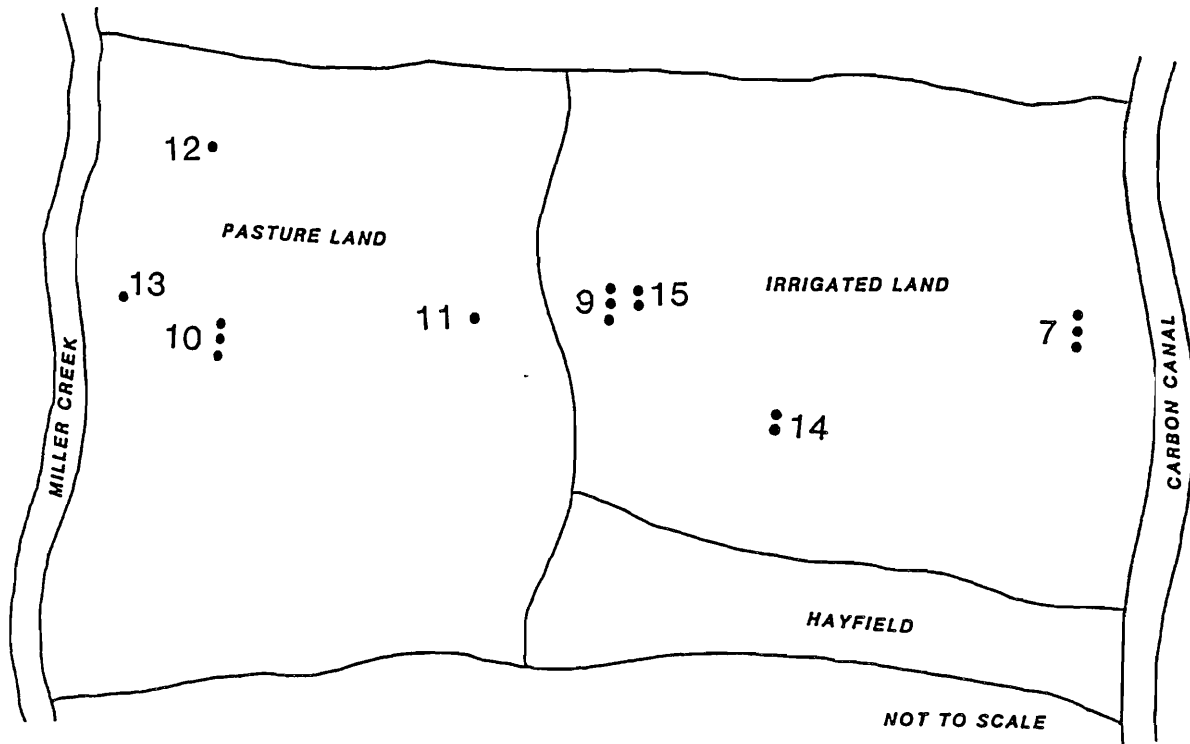 12
PASTURE LAND
13
10
11
9
15
IRRIGATED LAND
7
14
MILLER CREEK
CARBON CANAL
HAYFIELD
NOT TO SCALE